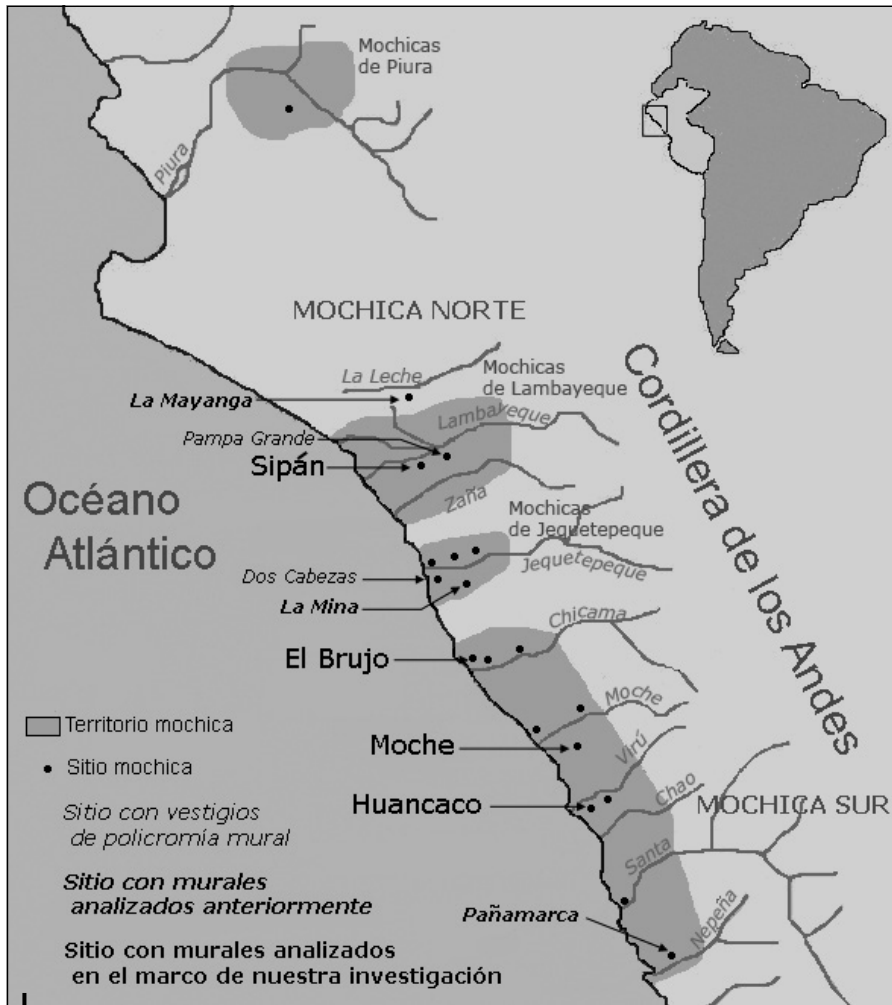 Mochicas
de Piura
Piura
MOCHICA NORTE
La Leche
Mochicas
de Lambayeque
La Mayanga
Lambayeque
Pampa Grande
Sipán
Zaña
Océano
Atlántico
Mochicas
de Jequetepeque
Jequetepeque
Dos Cabezas
La Mina
Chicama
El Brujo
Cordillera de los Andes
Moche
Moche
Virú
Huancaco
Chao
MOCHICA SUR
Santa
Pañamarca
Nepeña
Territorio mochica
Sitio mochica
Sitio con vestigios
de policromía mural
Sitio con murales
analizados anteriormente
Sitio con murales analizados
en el marco de nuestra investigación